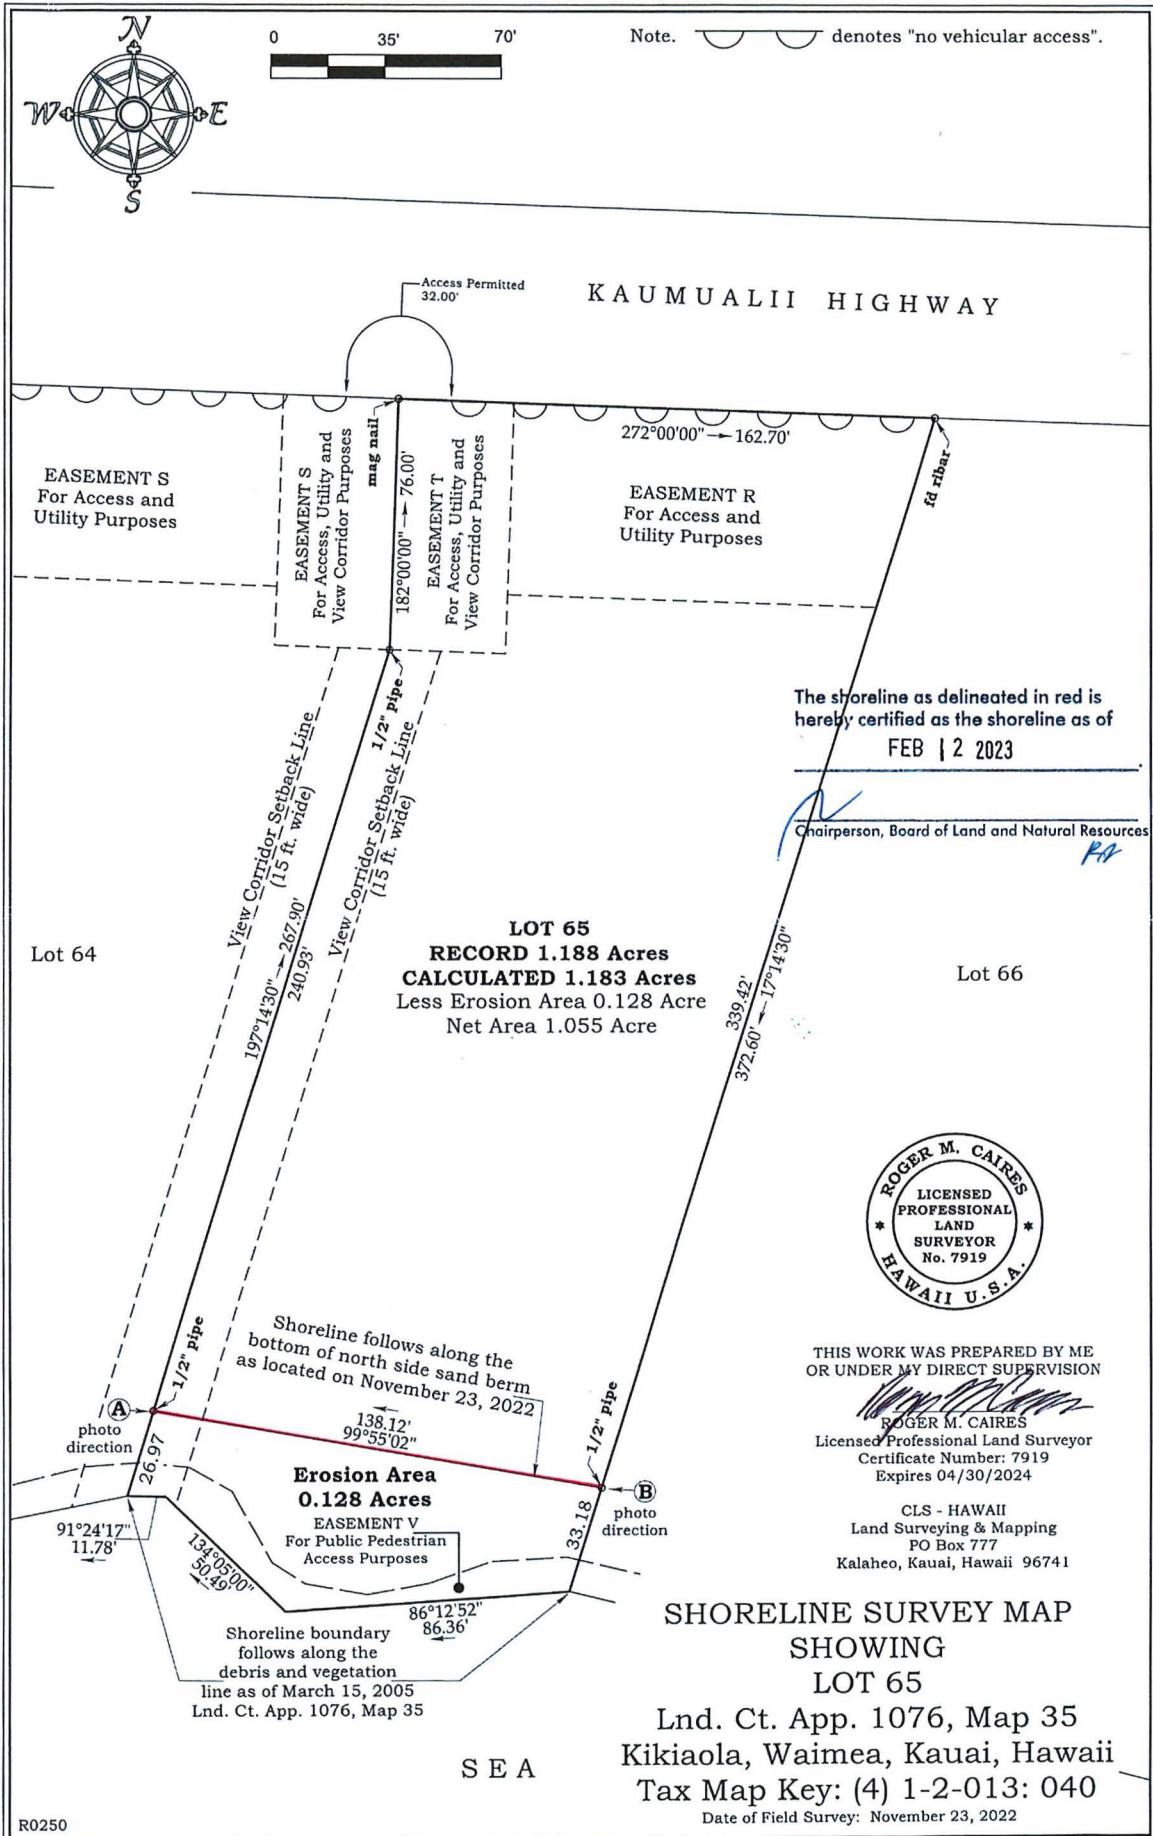 N
W E
S
0 35' 70'
Note. denotes "no vehicular access".
Access Permitted
32.00'
KAUMUALII HIGHWAY
EASEMENT S
For Access and
Utility Purposes
EASEMENT S
For Access, Utility and
View Corridor Purposes
mag nail
182°00'00" 76.00'
EASEMENT T
For Access, Utility and
View Corridor Purposes
272°00'00" 162.70'
EASEMENT R
For Access and
Utility Purposes
fd ribar
1/2" pipe
View Corridor Setback Line
(15 ft. wide)
View Corridor Setback Line
(15 ft. wide)
The shoreline as delineated in red is
hereby certified as the shoreline as of
FEB 12 2023
Chairperson, Board of Land and Natural Resources
RA
Lot 64
197°14'30" 267.90'
240.93'
LOT 65
RECORD 1.188 Acres
CALCULATED 1.183 Acres
Less Erosion Area 0.128 Acre
Net Area 1.055 Acre
339.42'
372.60' 17°14'30"
Lot 66
ROGER M. CAIRES
LICENSED
PROFESSIONAL
LAND
SURVEYOR
No. 7919
HAWAII U.S.A.
THIS WORK WAS PREPARED BY ME
OR UNDER MY DIRECT SUPERVISION
ROGER M. CAIRES
Licensed Professional Land Surveyor
Certificate Number: 7919
Expires 04/30/2024
CLS - HAWAII
Land Surveying & Mapping
PO Box 777
Kalaheo, Kauai, Hawaii 96741
Shoreline follows along the
bottom of north side sand berm
as located on November 23, 2022
1/2" pipe
A
photo
direction
138.12'
99°55'02"
1/2" pipe
B
photo
direction
26.97
33.18
Erosion Area
0.128 Acres
EASEMENT V
For Public Pedestrian
Access Purposes
91°24'17"
11.78'
134°05'00"
50.49'
86°12'52"
86.36'
Shoreline boundary
follows along the
debris and vegetation
line as of March 15, 2005
Lnd. Ct. App. 1076, Map 35
SEA
SHORELINE SURVEY MAP
SHOWING
LOT 65
Lnd. Ct. App. 1076, Map 35
Kikiaola, Waimea, Kauai, Hawaii
Tax Map Key: (4) 1-2-013: 040
Date of Field Survey: November 23, 2022
R0250